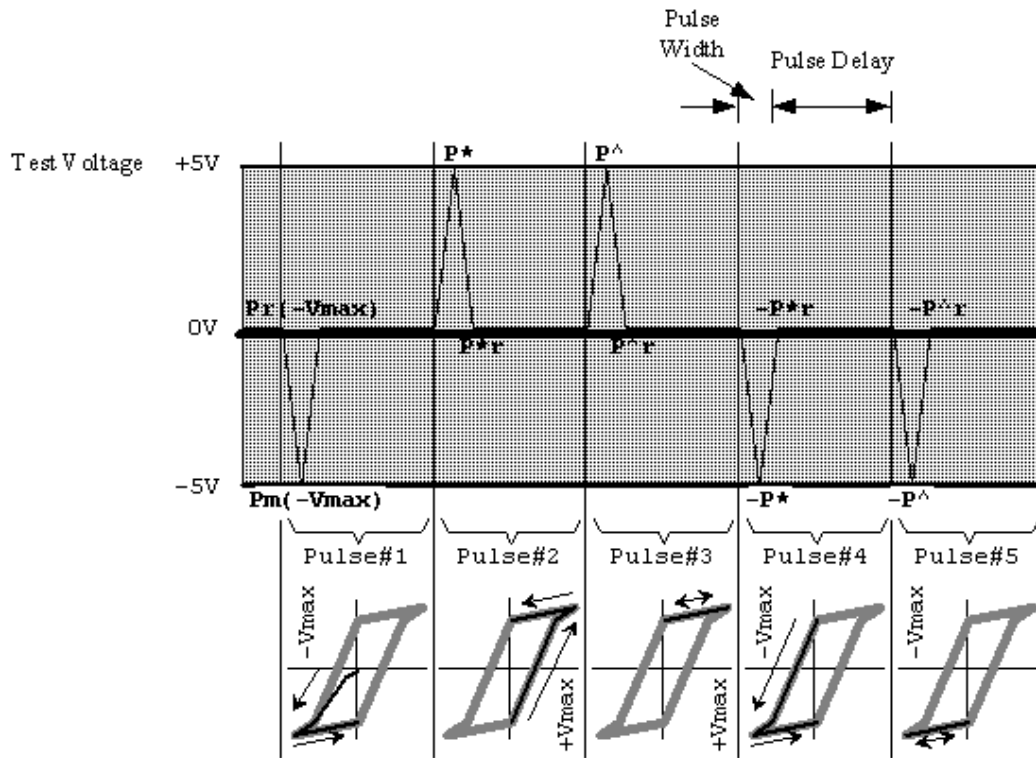 Pulse
Width
Pulse Delay
Test Voltage
+5V
P*
P^
Pr(-Vmax)
-P*r
-P^r
0V
P*r
P^r
-5V
Pm(-Vmax)
-P*
-P^
Pulse#1
Pulse#2
Pulse#3
Pulse#4
Pulse#5
-Vmax
+Vmax
+Vmax
-Vmax
-Vmax